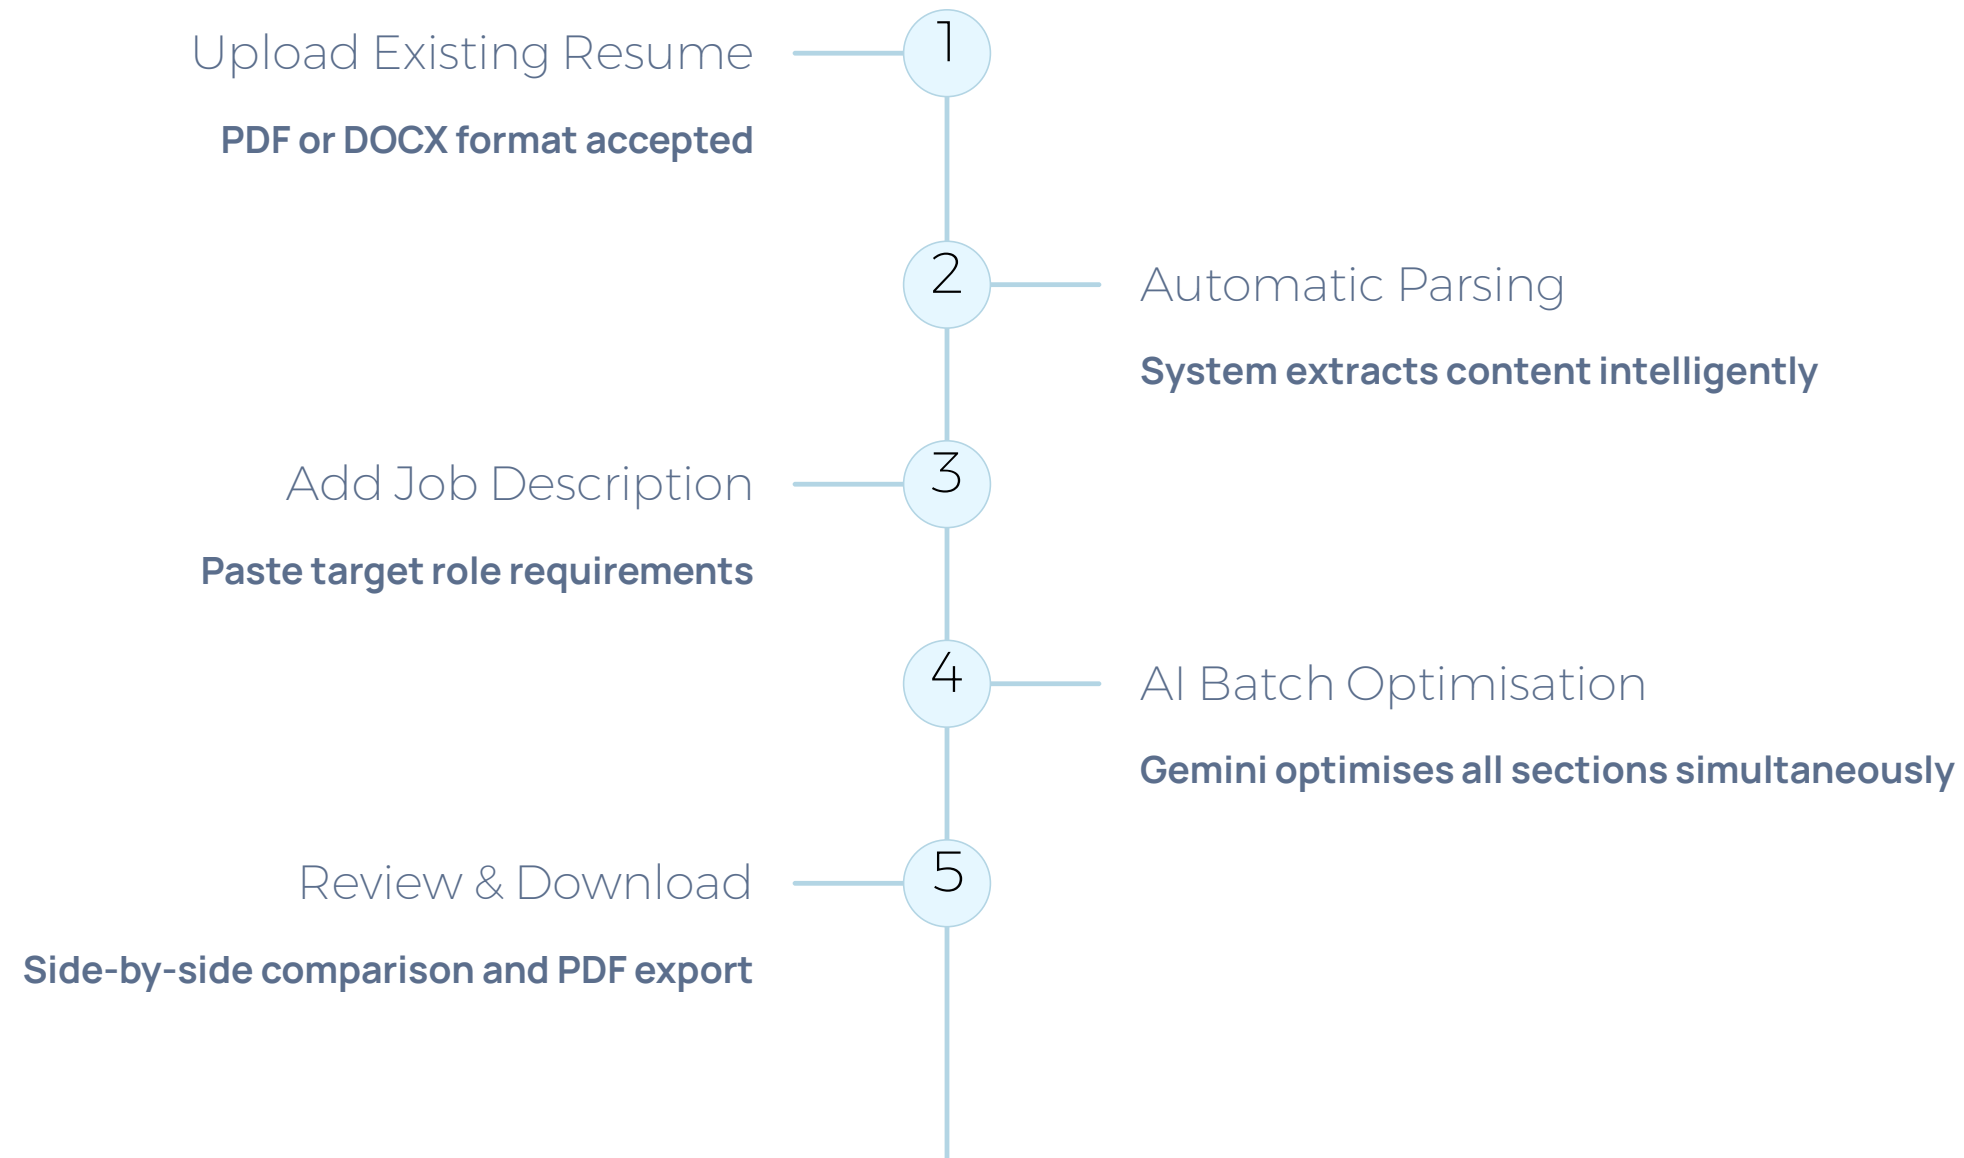 Upload Existing Resume
1
PDF or DOCX format accepted
2
Automatic Parsing
System extracts content intelligently
Add Job Description
3
Paste target role requirements
4
AI Batch Optimisation
Gemini optimises all sections simultaneously
Review & Download
5
Side-by-side comparison and PDF export